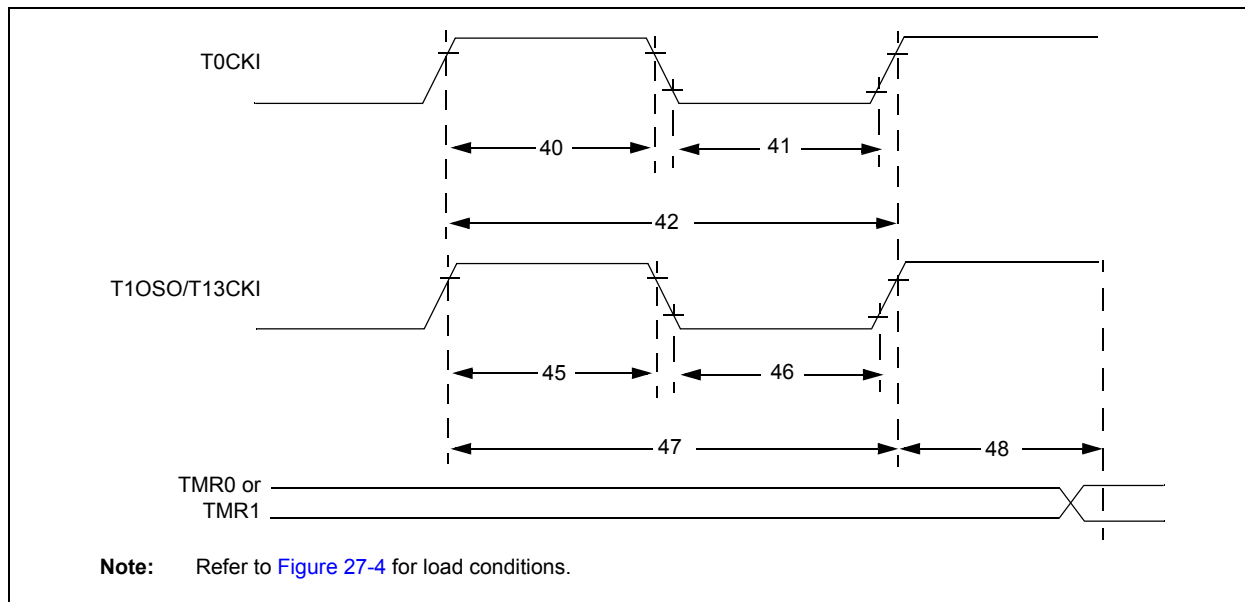 T0CKI
40
41
42
T1OSO/T13CKI
45
46
47
48
TMR0 or
TMR1
Note: Refer to Figure 27-4 for load conditions.